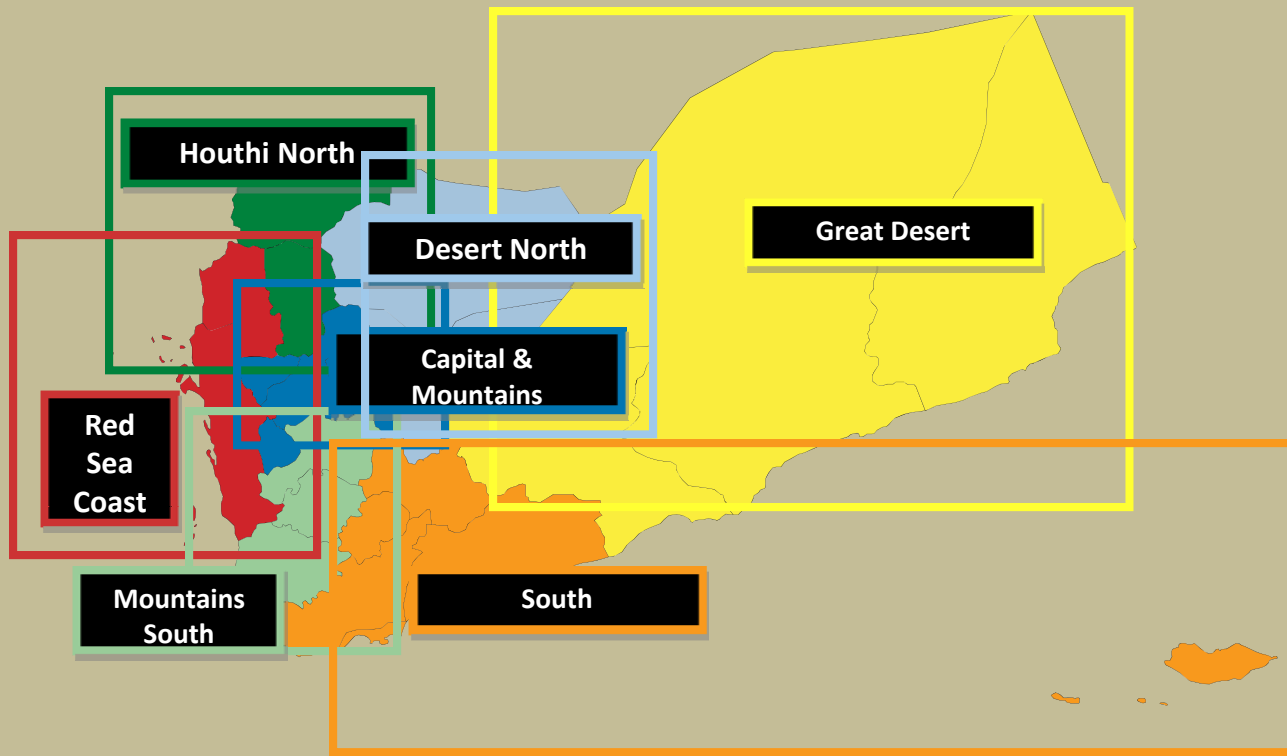 Houthi North
Desert North
Great Desert
Capital &
Mountains
Red
Sea
Coast
Mountains
South
South